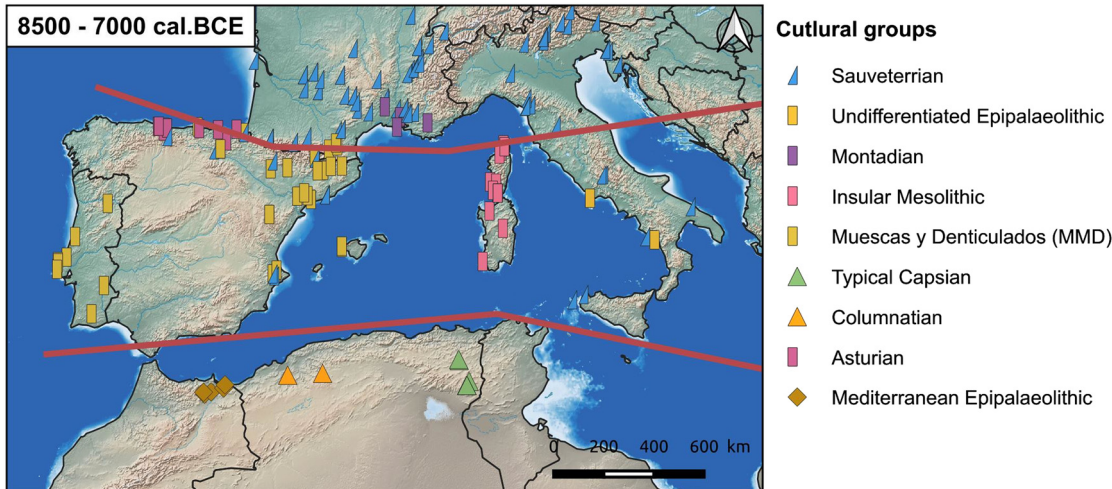 8500 - 7000 cal.BCE
Cutlural groups
Sauveterrian
Undifferentiated Epipalaeolithic
Montadian
Insular Mesolithic
Muescas y Denticulados (MMD)
Typical Capsian
Columnatian
Asturian
Mediterranean Epipalaeolithic
0 200 400 600 km